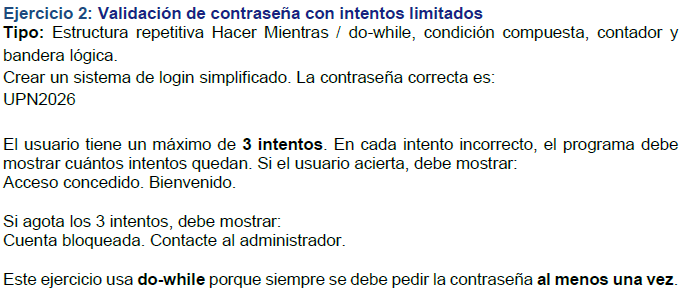 Ejercicio 2: Validación de contraseña con intentos limitados
Tipo: Estructura repetitiva Hacer Mientras / do-while, condición compuesta, contador y
bandera lógica.
Crear un sistema de login simplificado. La contraseña correcta es:
UPN2026
El usuario tiene un máximo de 3 intentos. En cada intento incorrecto, el programa debe
mostrar cuántos intentos quedan. Si el usuario acierta, debe mostrar:
Acceso concedido. Bienvenido.
Si agota los 3 intentos, debe mostrar:
Cuenta bloqueada. Contacte al administrador.
Este ejercicio usa do-while porque siempre se debe pedir la contraseña al menos una vez.